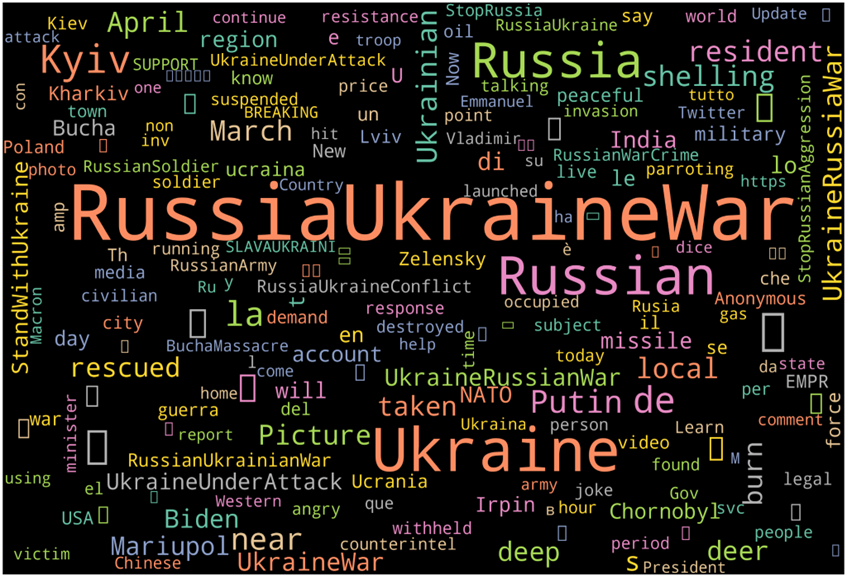 Kiev continue resistance StopRussia say world Update
attack April RussiaUkraine
region e troop oil
Kyiv SUPPORT UkraineUnderAttack U Ukrainian Russia resident
Now talking shelling
Kharkiv know price Emmanuel peaceful tutto
con one suspended un point invasion Twitter
town BREAKING
Bucha non March hit Lviv Vladimir India military
Poland inv New di su RussianWarCrime lo
photo RussianSoldier ucraina live le parroting https
soldier Country launched
StandWithUkraine amp RussiaUkraineWar StopRussianAggression UkraineRussiaWar
ha
Th running SLAVAUKRAINI Zelensky è dice
media RussianArmy Russian che
civilian Ru y RussiaUkraineConflict occupied Rusia Anonymous
Macron city la demand t response il gas
day en destroyed subject missile se
BuchaMassacre account help time today
rescued l come UkraineRussianWar local da state
home will taken NATO Putin de per EMPR
war minister guerra del Ukraina person Learn comment force
report Picture Ukraine video
RussianUkrainianWar found M burn
using el UkraineUnderAttack Ucrania army joke Gov legal
USA Western angry que Irpin в hour Chornobyl svc
Biden withheld period people
victim Mariupol near counterintel deep deer
Chinese UkraineWar s President